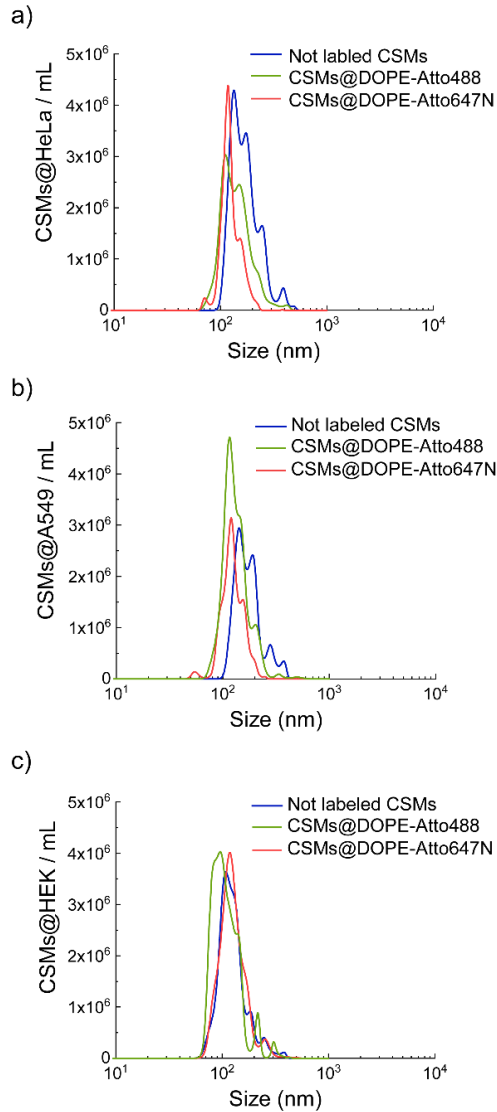 a)
Not labled CSMs
CSMs@DOPE-Atto488
CSMs@DOPE-Atto647N
CSMs@HeLa / mL
5x10⁶
4x10⁶
3x10⁶
2x10⁶
1x10⁶
0
10¹ 10² 10³ 10⁴
Size (nm)
b)
Not labeled CSMs
CSMs@DOPE-Atto488
CSMs@DOPE-Atto647N
CSMs@A549 / mL
5x10⁶
4x10⁶
3x10⁶
2x10⁶
1x10⁶
0
10¹ 10² 10³ 10⁴
Size (nm)
c)
Not labeled CSMs
CSMs@DOPE-Atto488
CSMs@DOPE-Atto647N
CSMs@HEK / mL
5x10⁶
4x10⁶
3x10⁶
2x10⁶
1x10⁶
0
10¹ 10² 10³ 10⁴
Size (nm)